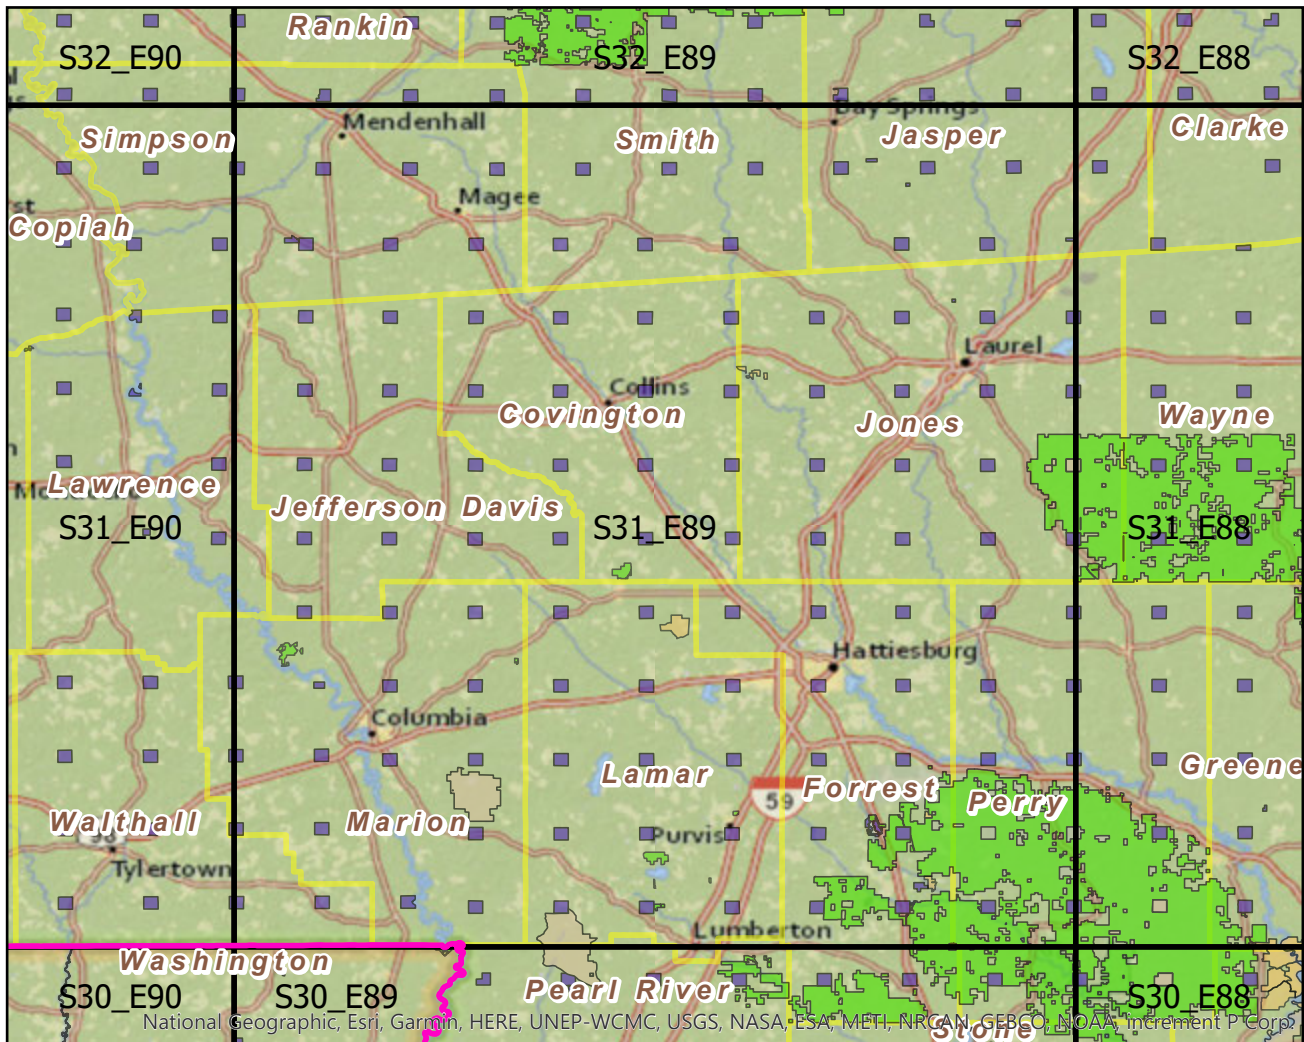 Rankin
S32_E90
S32_E89
S32_E88
Bay Springs
Mendenhall
Simpson
Smith
Jasper
Clarke
Magee
st
Copiah
Laurel
Collins
Covington
Jones
Wayne
Lawrence
Jefferson Davis
S31_E90
S31_E89
S31_E88
Hattiesburg
Columbia
Lamar
Greene
59
Forrest
Perry
Walthall
Marion
Purvis
98
Tylertown
Lumberton
Washington
S30_E90
S30_E89
Pearl River
S30_E88
National Geographic, Esri, Garmin, HERE, UNEP-WCMC, USGS, NASA, ESA, METI, NRCAN, GEBCO, NOAA, increment P Corp.
Stone